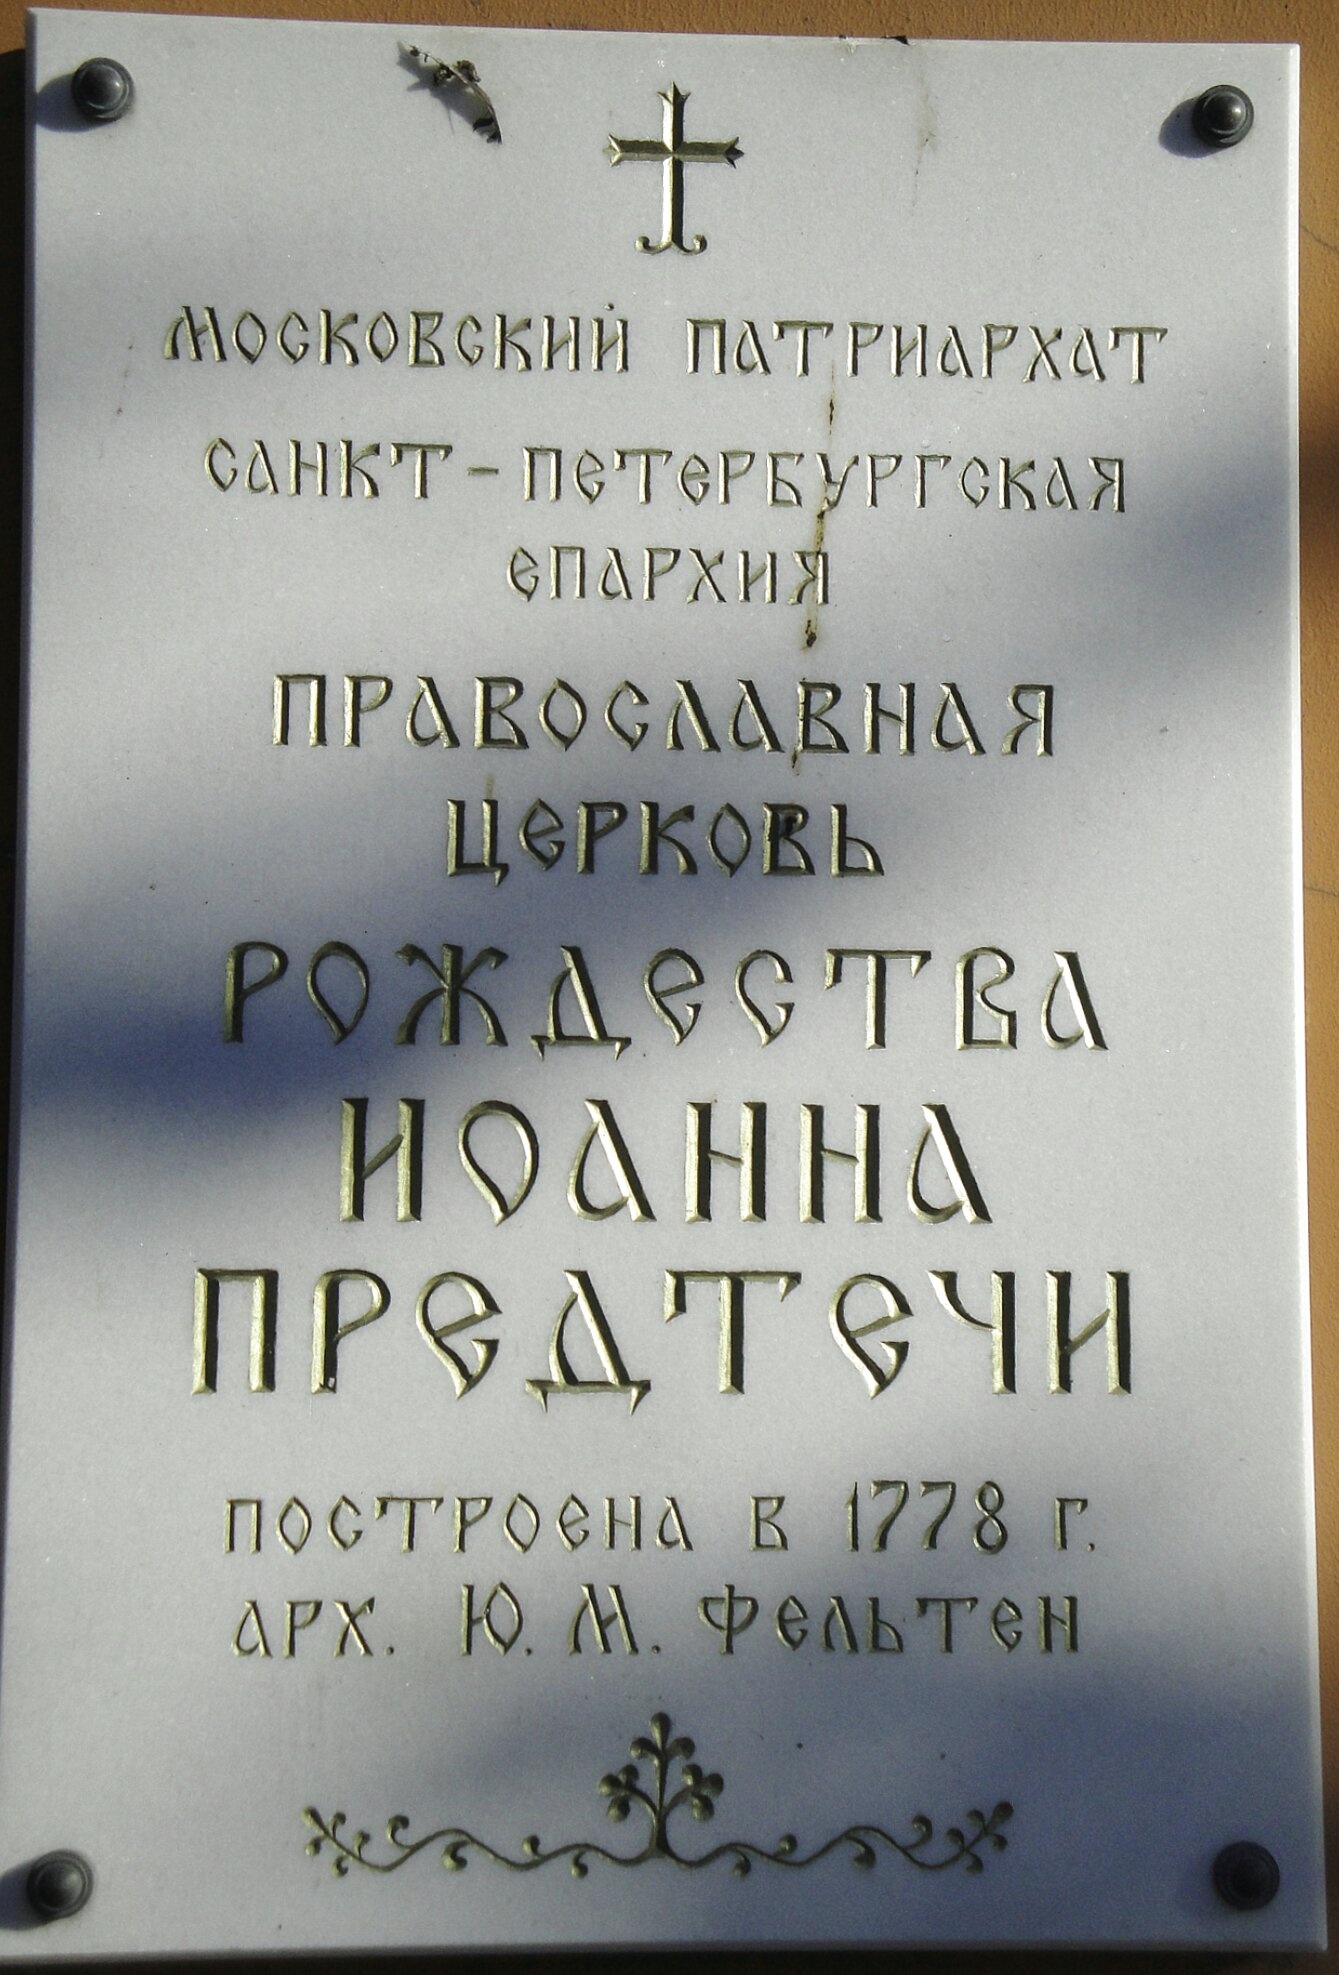 МОСКОВСКИЙ ПАТРИАРХАТ
САНКТ-ПЕТЕРБУРГСКАЯ
ЕПАРХИЯ
ПРАВОСЛАВНАЯ
ЦЕРКОВЬ
РОЖДЕСТВА
ИОАННА
ПРЕДТЕЧИ
ПОСТРОЕНА В 1778 Г.
АРХ. Ю. М. ФЕЛЬТЕН